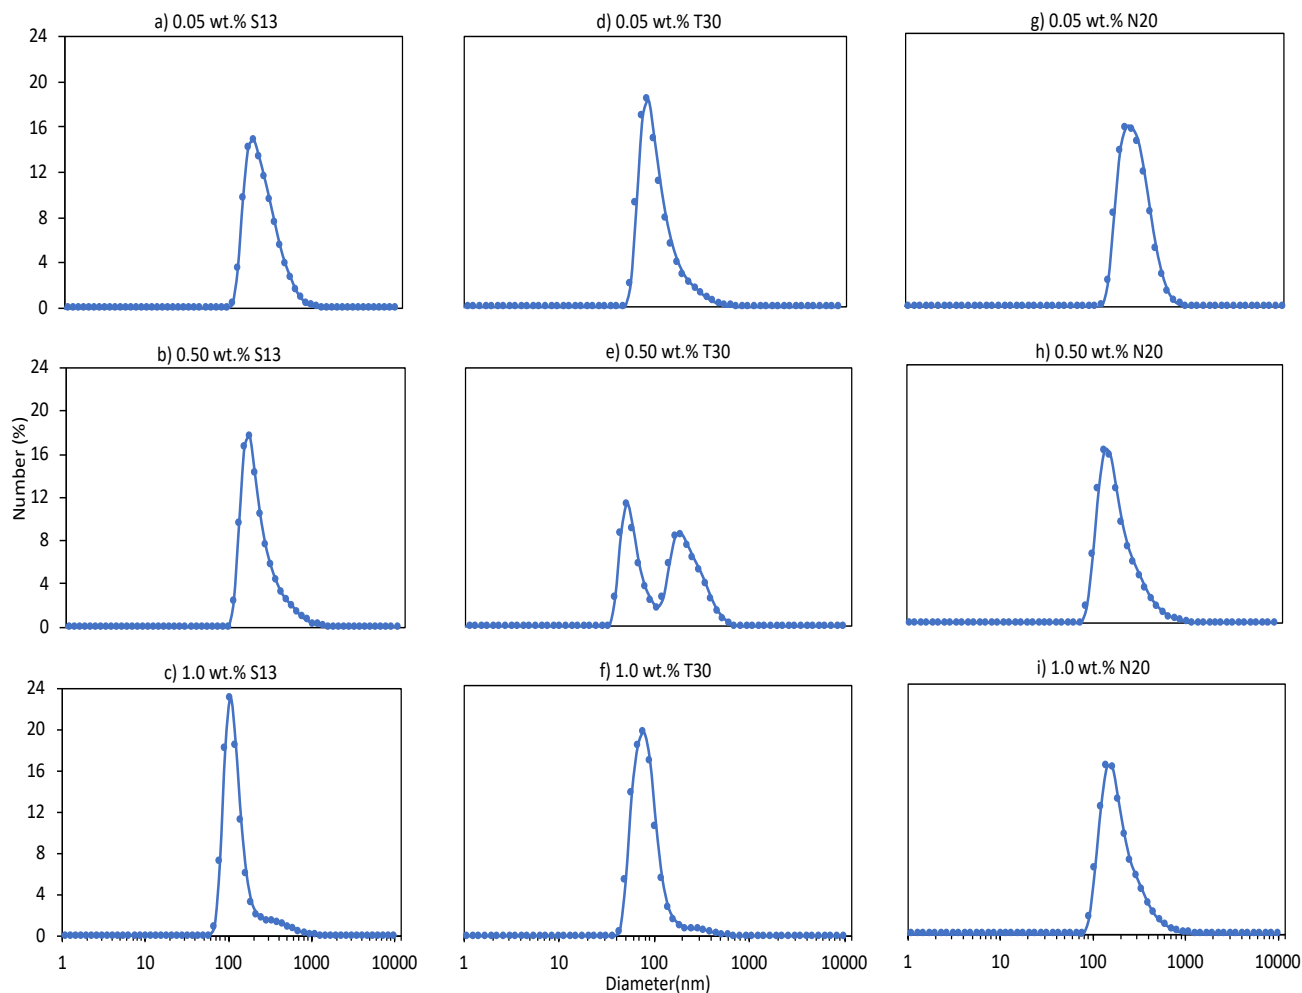 a) 0.05 wt.% S13
d) 0.05 wt.% T30
g) 0.05 wt.% N20
24
20
16
12
8
4
0
b) 0.50 wt.% S13
e) 0.50 wt.% T30
h) 0.50 wt.% N20
24
20
16
12
8
4
0
Number (%)
c) 1.0 wt.% S13
f) 1.0 wt.% T30
i) 1.0 wt.% N20
24
20
16
12
8
4
0
1 10 100 1000 10000
1 10 100 1000 10000
1 10 100 1000 10000
Diameter(nm)